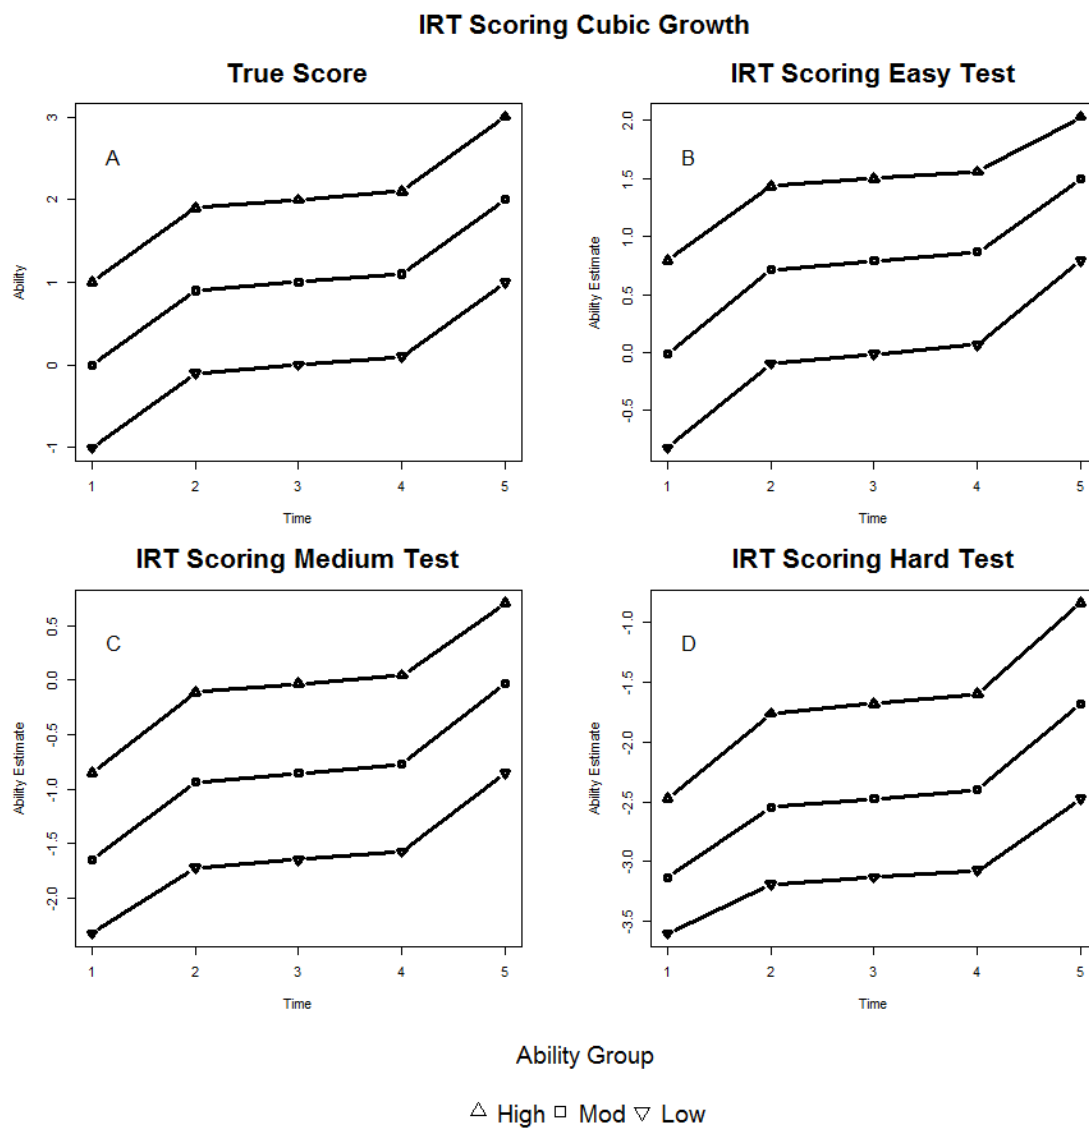 IRT Scoring Cubic Growth
True Score
A
3
2
1
0
-1
Ability
1 2 3 4 5
Time
IRT Scoring Easy Test
B
2.0
1.5
1.0
0.5
0.0
-0.5
Ability Estimate
1 2 3 4 5
Time
IRT Scoring Medium Test
C
0.5
0.0
-0.5
-1.0
-1.5
-2.0
Ability Estimate
1 2 3 4 5
Time
IRT Scoring Hard Test
D
-1.0
-1.5
-2.0
-2.5
-3.0
-3.5
Ability Estimate
1 2 3 4 5
Time
Ability Group
High Mod Low